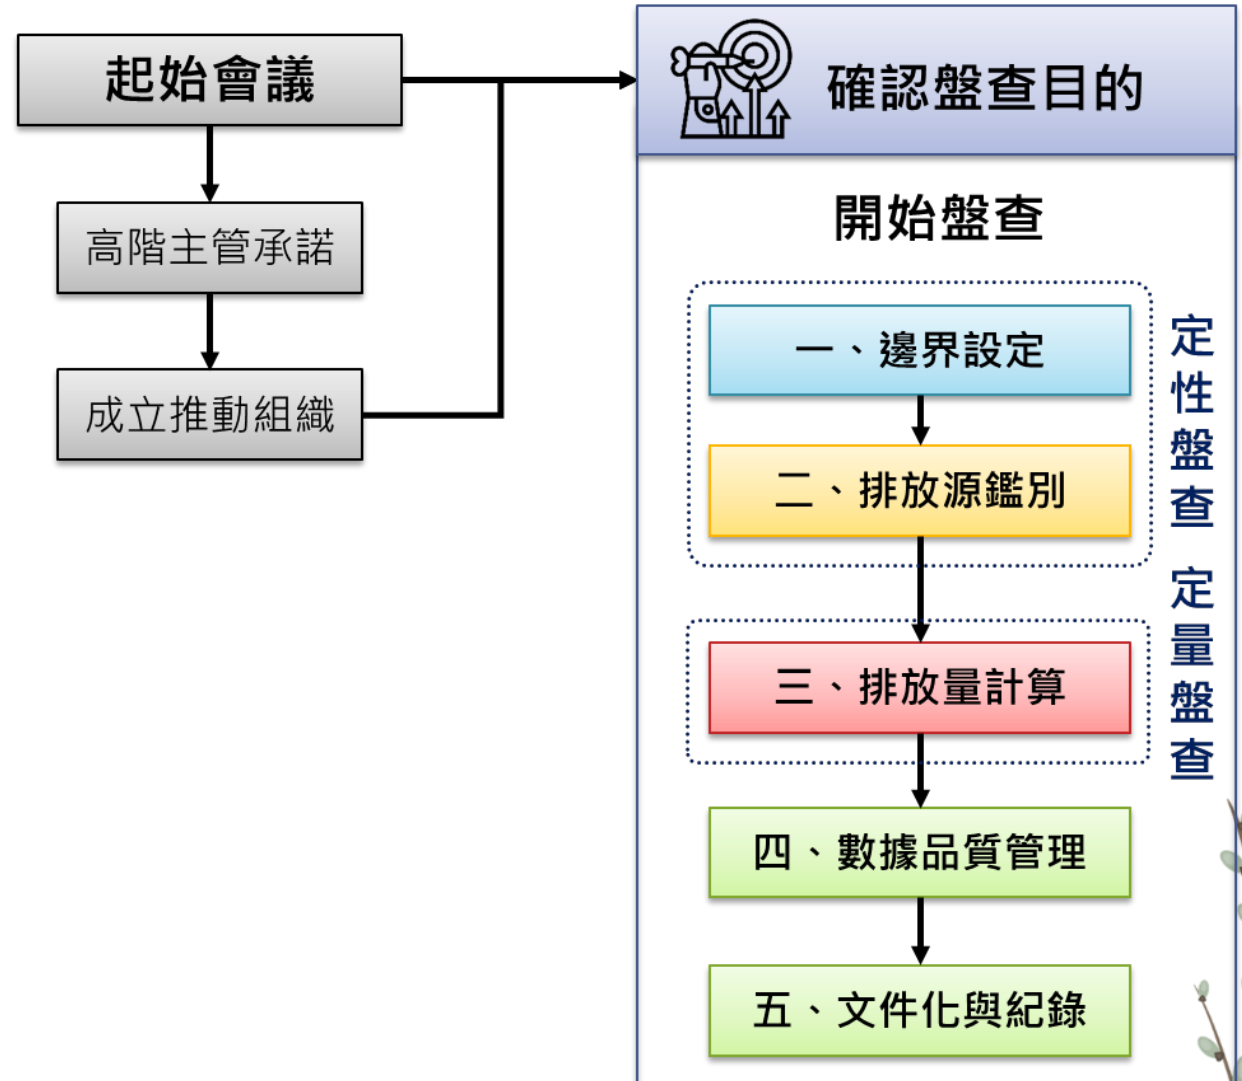 起始會議
高階主管承諾
成立推動組織
確認盤查目的
開始盤查
一、邊界設定
二、排放源鑑別
定性盤查
三、排放量計算
定量盤查
四、數據品質管理
五、文件化與紀錄